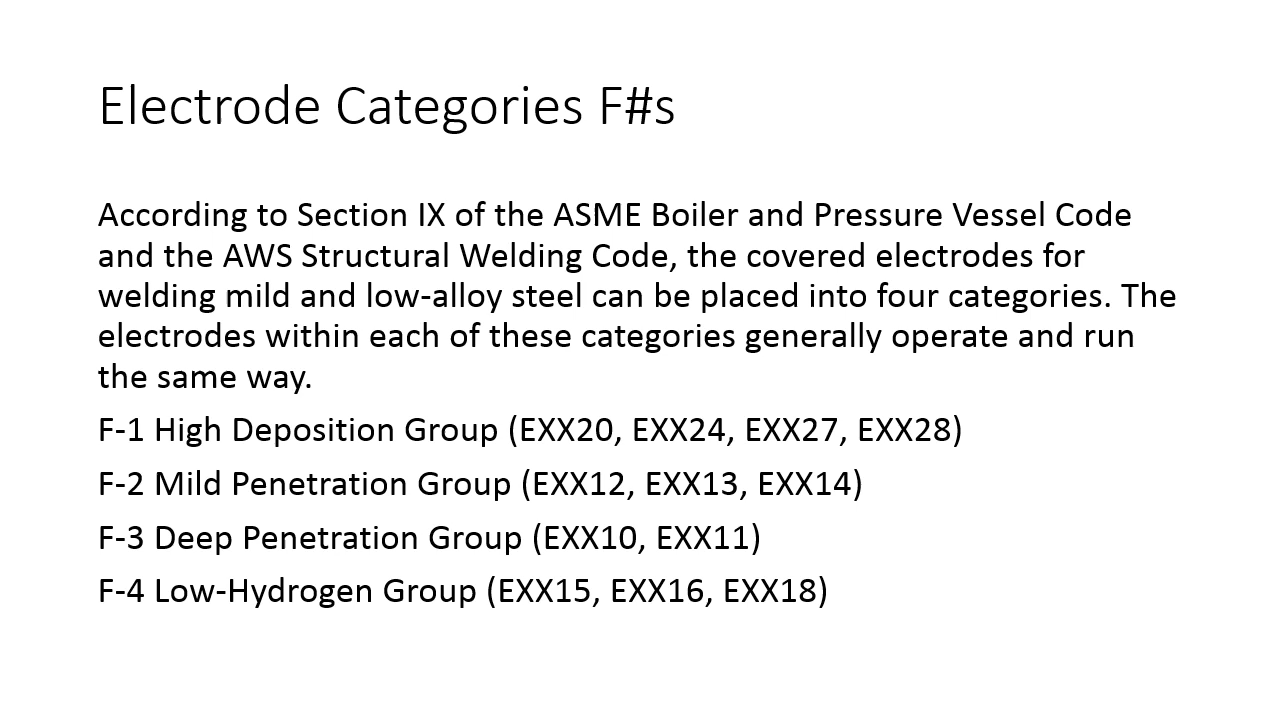 Electrode Categories F#s
According to Section IX of the ASME Boiler and Pressure Vessel Code
and the AWS Structural Welding Code, the covered electrodes for
welding mild and low-alloy steel can be placed into four categories. The
electrodes within each of these categories generally operate and run
the same way.
F-1 High Deposition Group (EXX20, EXX24, EXX27, EXX28)
F-2 Mild Penetration Group (EXX12, EXX13, EXX14)
F-3 Deep Penetration Group (EXX10, EXX11)
F-4 Low-Hydrogen Group (EXX15, EXX16, EXX18)